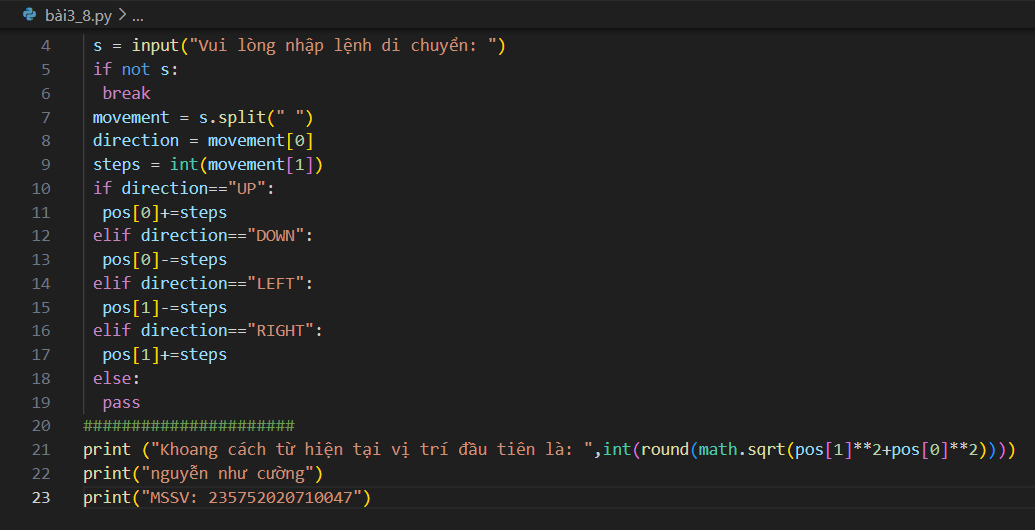 bài3_8.py > ...
4 s = input("Vui lòng nhập lệnh di chuyển: ")
5 if not s:
6 break
7 movement = s.split(" ")
8 direction = movement[0]
9 steps = int(movement[1])
10 if direction=="UP":
11 pos[0]+=steps
12 elif direction=="DOWN":
13 pos[0]-=steps
14 elif direction=="LEFT":
15 pos[1]-=steps
16 elif direction=="RIGHT":
17 pos[1]+=steps
18 else:
19 pass
20 ######################
21 print ("Khoang cách từ hiện tại vị trí đầu tiên là: ",int(round(math.sqrt(pos[1]**2+pos[0]**2))))
22 print("nguyễn như cường")
23 print("MSSV: 235752020710047")